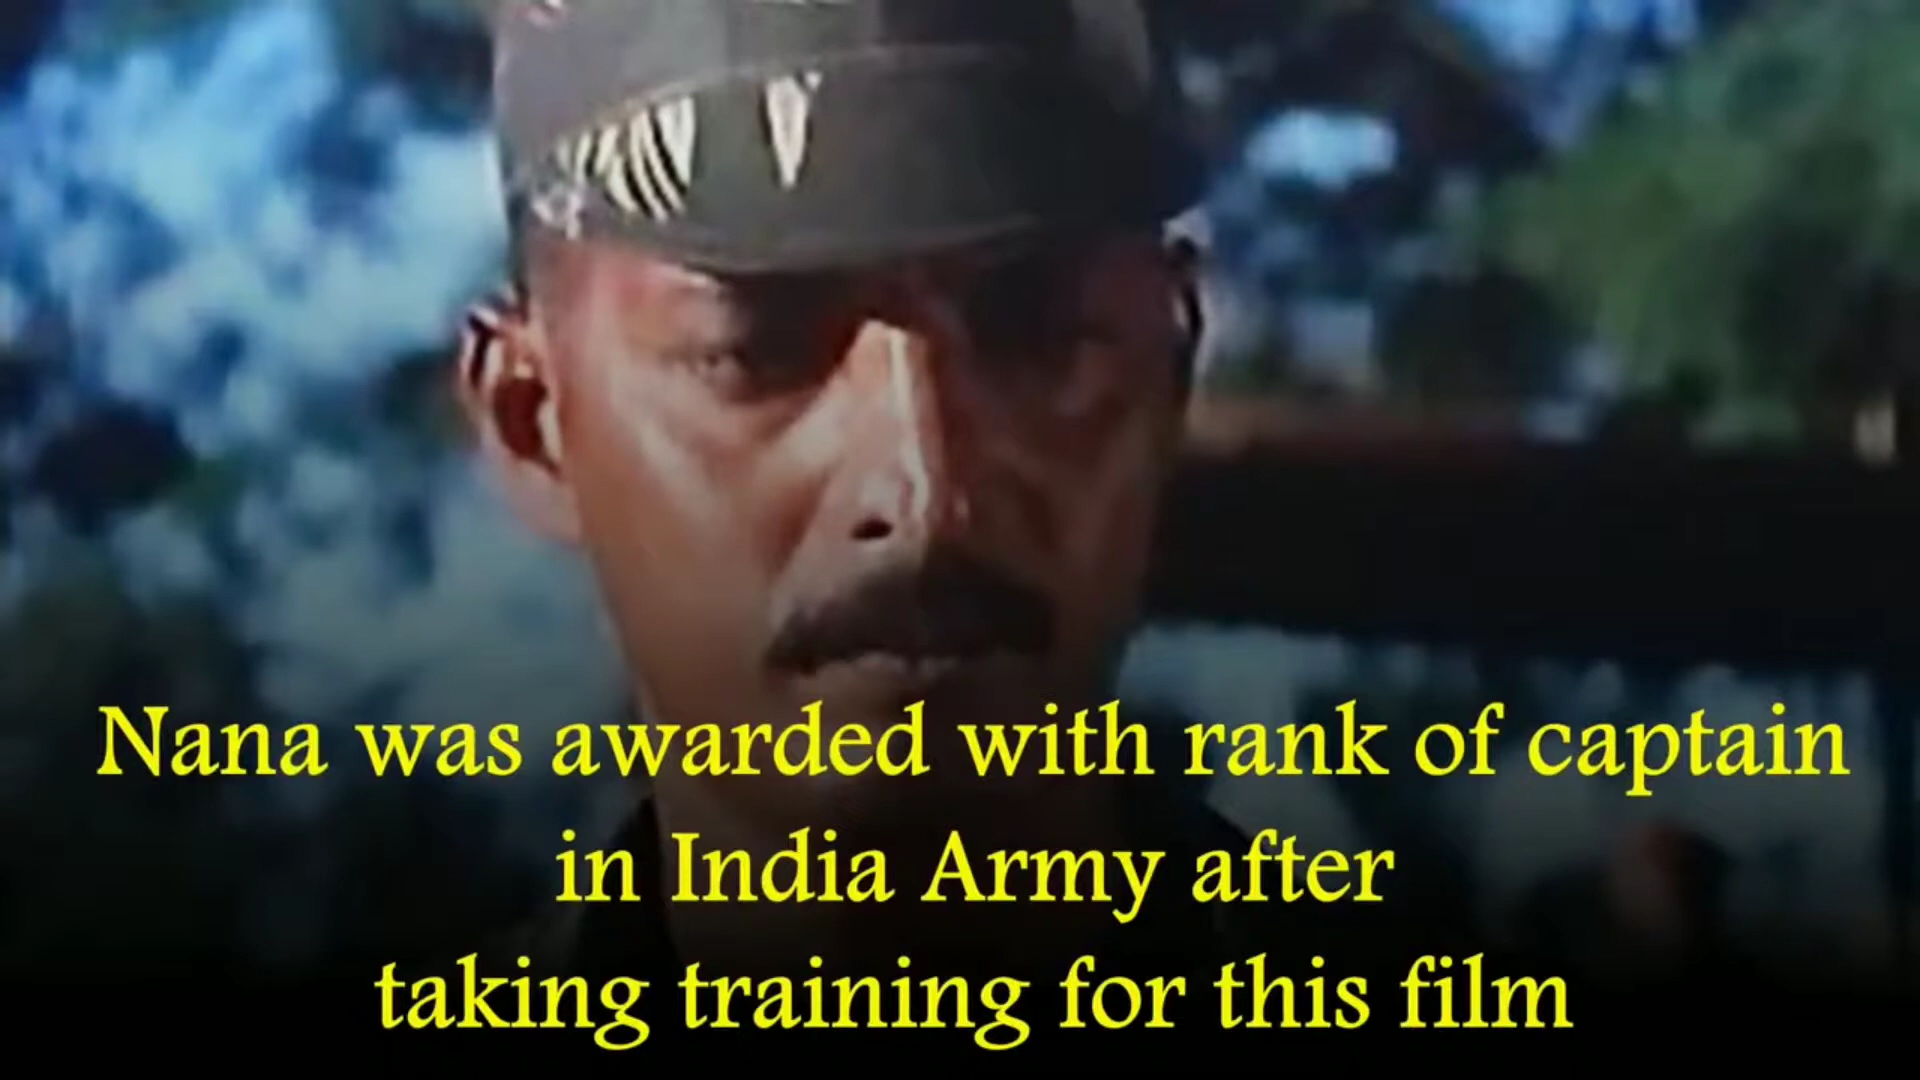 Nana was awarded with rank of captain
in India Army after
taking training for this film